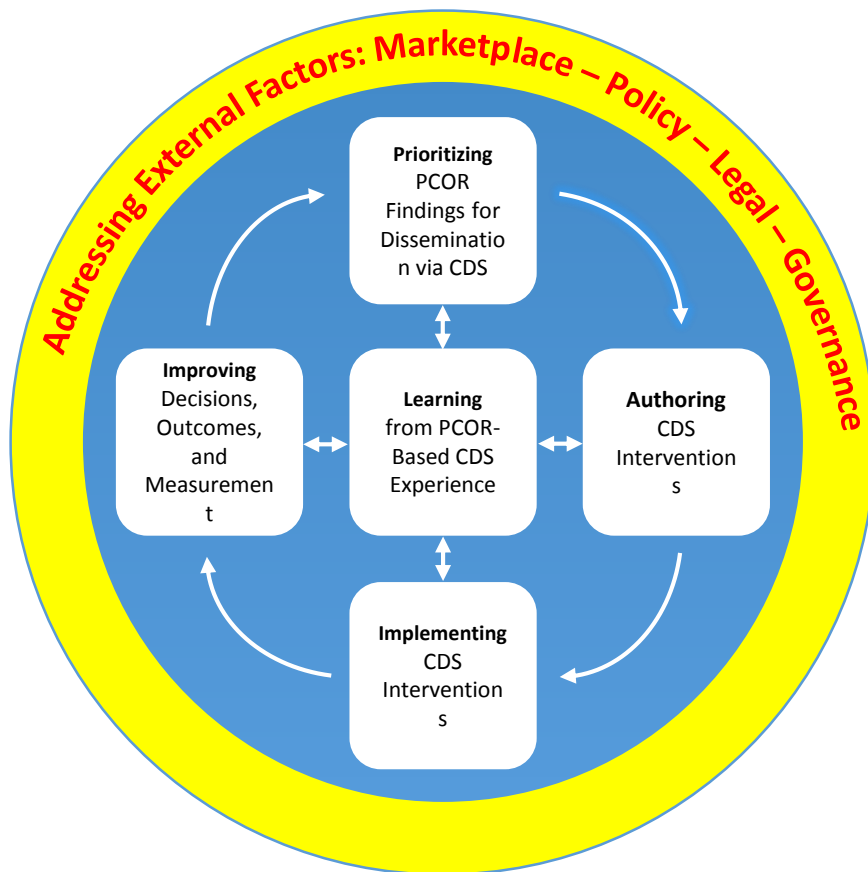 Addressing External Factors: Marketplace – Policy – Legal – Governance
Prioritizing
PCOR
Findings for
Disseminatio
n via CDS
Improving
Decisions,
Outcomes,
and
Measuremen
t
Learning
from PCOR-
Based CDS
Experience
Authoring
CDS
Intervention
s
Implementing
CDS
Intervention
s